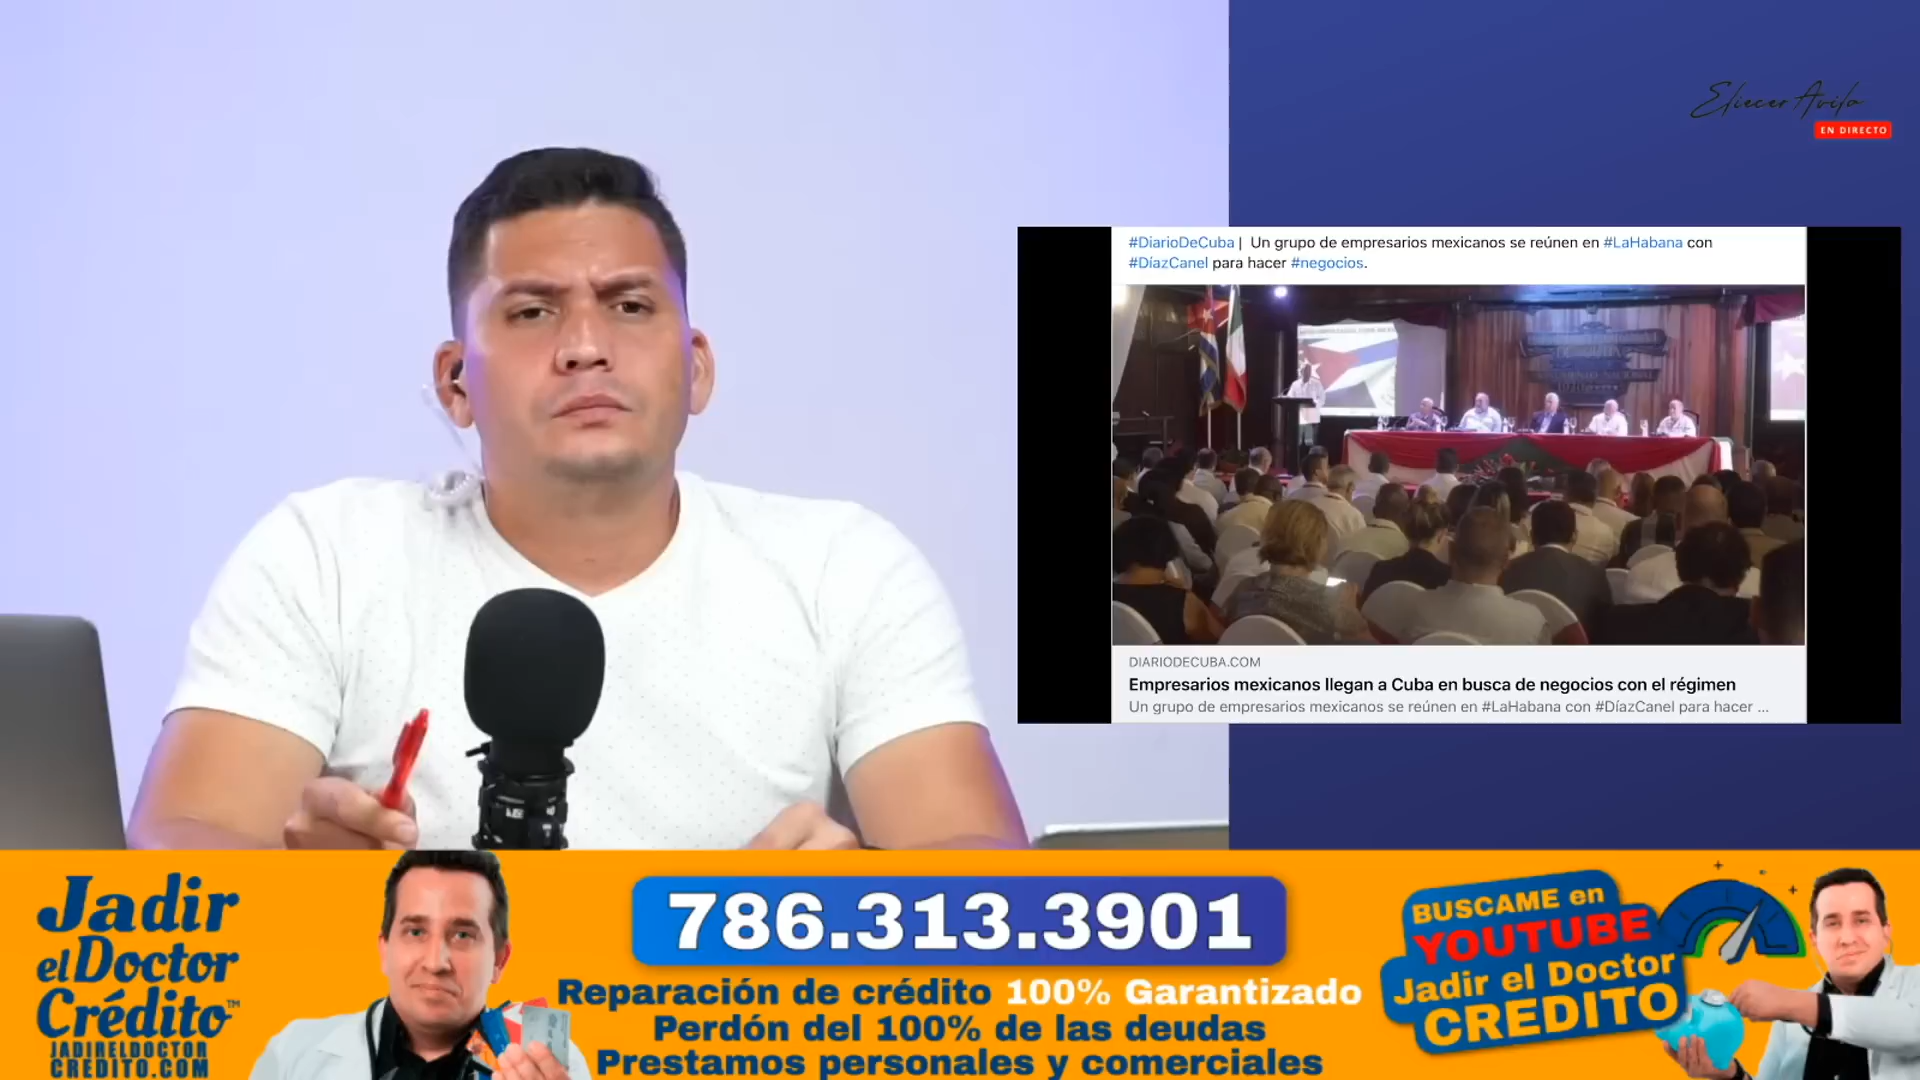 Eliecer Avila
EN DIRECTO
#DiarioDeCuba | Un grupo de empresarios mexicanos se reúnen en #LaHabana con
#DíazCanel para hacer #negocios.
DIARIODECUBA.COM
Empresarios mexicanos llegan a Cuba en busca de negocios con el régimen
Un grupo de empresarios mexicanos se reúnen en #LaHabana con #DíazCanel para hacer ...
Jadir
el Doctor
Crédito™
JADIRELDOCTOR
CREDITO.COM
786.313.3901
Reparación de crédito 100% Garantizado
Perdón del 100% de las deudas
Prestamos personales y comerciales
BUSCAME en
YOUTUBE
Jadir el Doctor
CREDITO